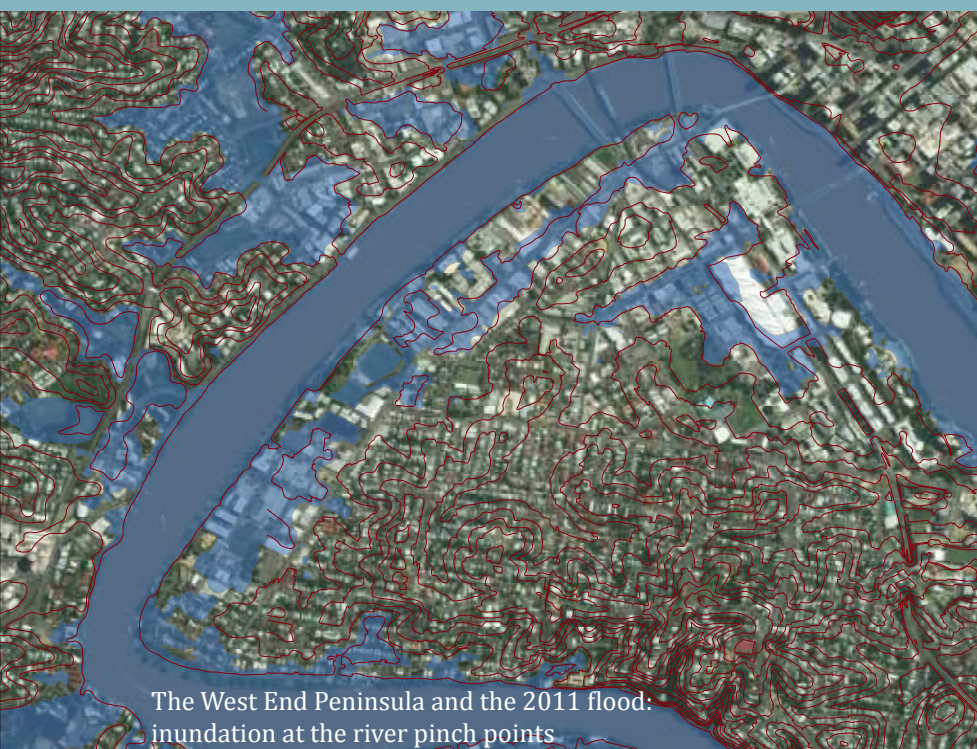 The West End Peninsula and the 2011 flood:
inundation at the river pinch points